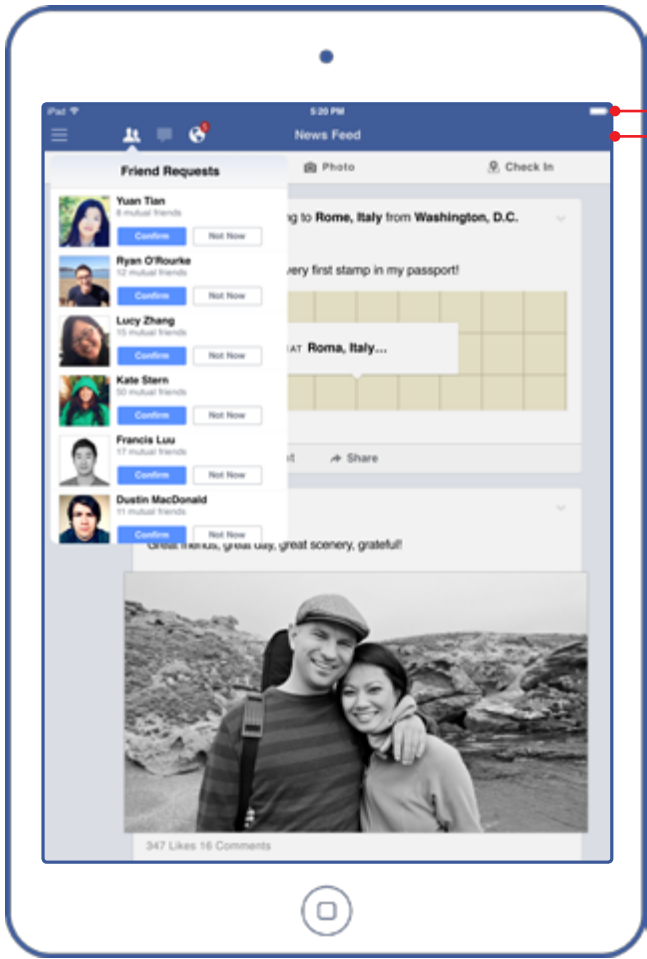 iPad
5:20 PM
5
News Feed
Friend Requests
Photo
Check In
Yuan Tian
8 mutual friends
Confirm
Not Now
ng to Rome, Italy from Washington, D.C.
Ryan O'Rourke
12 mutual friends
Confirm
Not Now
very first stamp in my passport!
Lucy Zhang
15 mutual friends
Confirm
Not Now
AT Roma, Italy...
Kate Stern
50 mutual friends
Confirm
Not Now
Francis Luu
17 mutual friends
Confirm
Not Now
Share
Dustin MacDonald
11 mutual friends
Confirm
Not Now
Great friends, great day, great scenery, grateful!
347 Likes 16 Comments